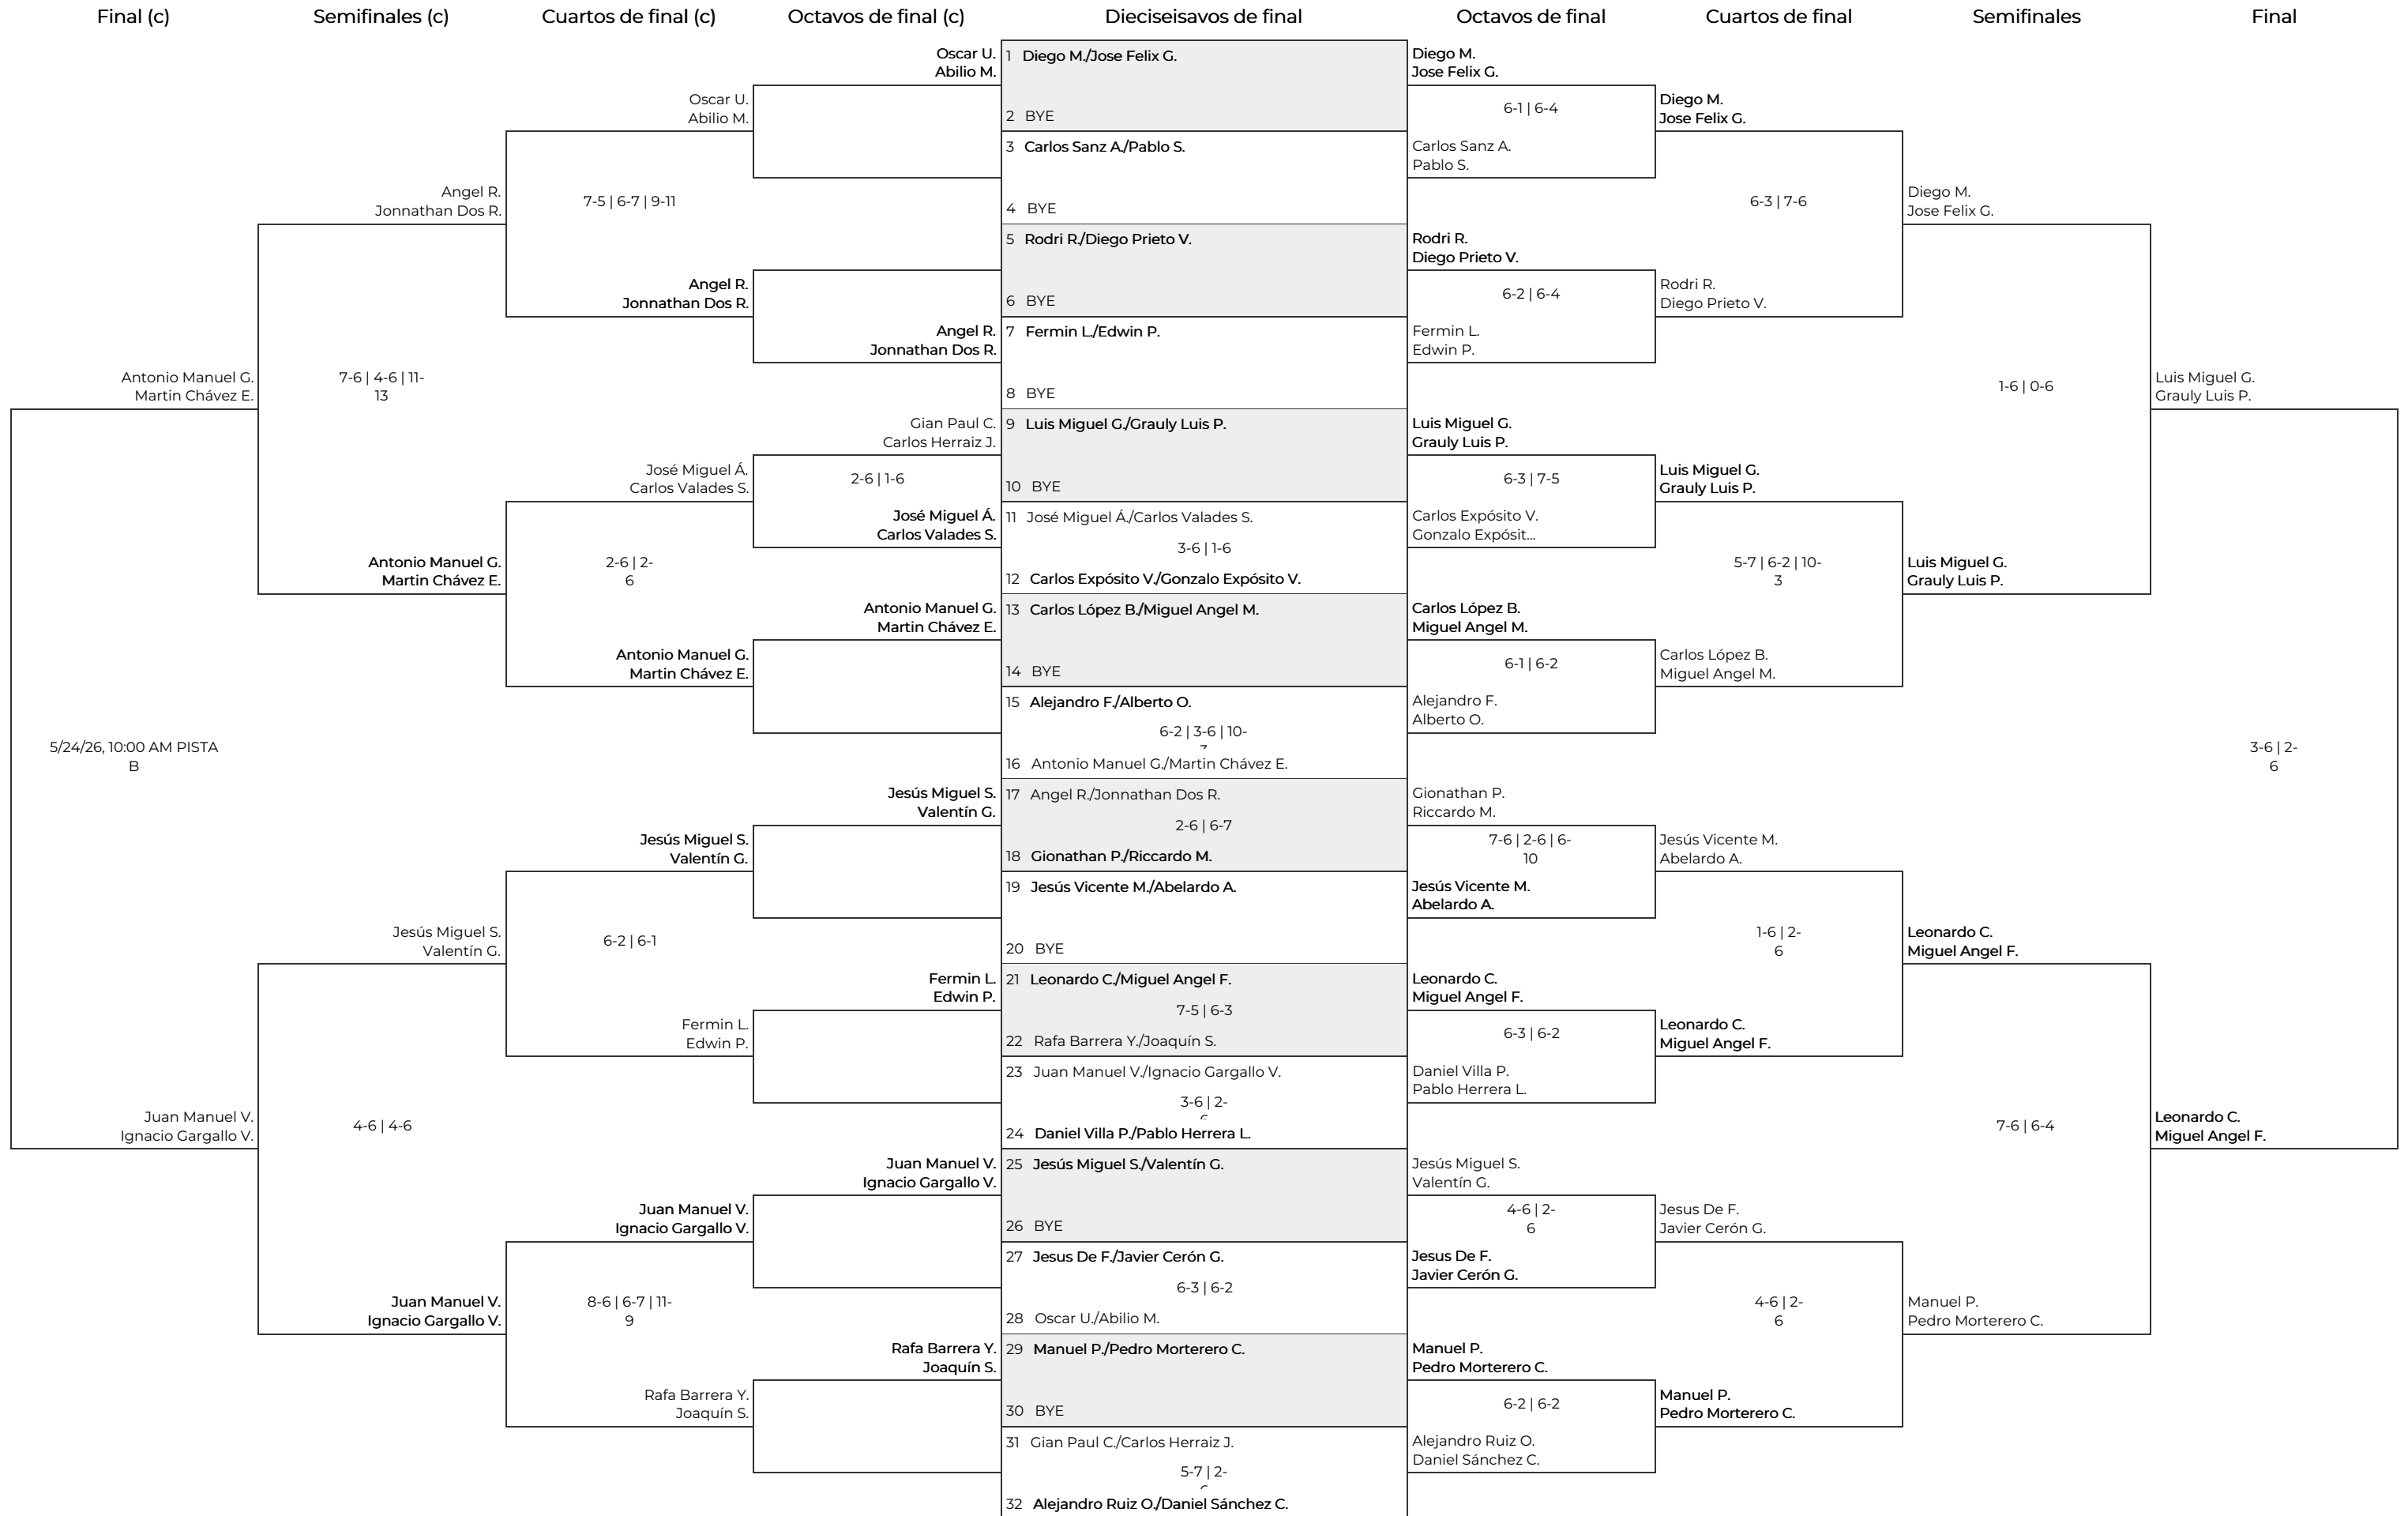 Final (c)
Semifinales (c)
Cuartos de final (c)
Octavos de final (c)
Dieciseisavos de final
Octavos de final
Cuartos de final
Semifinales
Final
Antonio Manuel G.
Martin Chávez E.
5/24/26, 10:00 AM PISTA
B
Juan Manuel V.
Ignacio Gargallo V.
Angel R.
Jonnathan Dos R.
7-6 | 4-6 | 11-
13
Antonio Manuel G.
Martin Chávez E.
Jesús Miguel S.
Valentín G.
4-6 | 4-6
Juan Manuel V.
Ignacio Gargallo V.
Oscar U.
Abilio M.
7-5 | 6-7 | 9-11
Angel R.
Jonnathan Dos R.
José Miguel Á.
Carlos Valades S.
2-6 | 2-
6
Antonio Manuel G.
Martin Chávez E.
Jesús Miguel S.
Valentín G.
6-2 | 6-1
Fermin L.
Edwin P.
Juan Manuel V.
Ignacio Gargallo V.
8-6 | 6-7 | 11-
9
Rafa Barrera Y.
Joaquín S.
Oscar U.
Abilio M.
Angel R.
Jonnathan Dos R.
Gian Paul C.
Carlos Herraiz J.
2-6 | 1-6
José Miguel Á.
Carlos Valades S.
Antonio Manuel G.
Martin Chávez E.
Jesús Miguel S.
Valentín G.
Fermin L.
Edwin P.
Juan Manuel V.
Ignacio Gargallo V.
Rafa Barrera Y.
Joaquín S.
1 Diego M./Jose Felix G.
2 BYE
3 Carlos Sanz A./Pablo S.
4 BYE
5 Rodri R./Diego Prieto V.
6 BYE
7 Fermin L./Edwin P.
8 BYE
9 Luis Miguel G./Grauly Luis P.
10 BYE
11 José Miguel Á./Carlos Valades S.
3-6 | 1-6
12 Carlos Expósito V./Gonzalo Expósito V.
13 Carlos López B./Miguel Angel M.
14 BYE
15 Alejandro F./Alberto O.
6-2 | 3-6 | 10-
16 Antonio Manuel G./Martin Chávez E.
17 Angel R./Jonnathan Dos R.
2-6 | 6-7
18 Gionathan P./Riccardo M.
19 Jesús Vicente M./Abelardo A.
20 BYE
21 Leonardo C./Miguel Angel F.
7-5 | 6-3
22 Rafa Barrera Y./Joaquín S.
23 Juan Manuel V./Ignacio Gargallo V.
3-6 | 2-
24 Daniel Villa P./Pablo Herrera L.
25 Jesús Miguel S./Valentín G.
26 BYE
27 Jesus De F./Javier Cerón G.
6-3 | 6-2
28 Oscar U./Abilio M.
29 Manuel P./Pedro Morterero C.
30 BYE
31 Gian Paul C./Carlos Herraiz J.
5-7 | 2-
32 Alejandro Ruiz O./Daniel Sánchez C.
Diego M.
Jose Felix G.
6-1 | 6-4
Carlos Sanz A.
Pablo S.
Rodri R.
Diego Prieto V.
6-2 | 6-4
Fermin L.
Edwin P.
Luis Miguel G.
Grauly Luis P.
6-3 | 7-5
Carlos Expósito V.
Gonzalo Expósit...
Carlos López B.
Miguel Angel M.
6-1 | 6-2
Alejandro F.
Alberto O.
Gionathan P.
Riccardo M.
7-6 | 2-6 | 6-
10
Jesús Vicente M.
Abelardo A.
Leonardo C.
Miguel Angel F.
6-3 | 6-2
Daniel Villa P.
Pablo Herrera L.
Jesús Miguel S.
Valentín G.
4-6 | 2-
6
Jesus De F.
Javier Cerón G.
Manuel P.
Pedro Morterero C.
6-2 | 6-2
Alejandro Ruiz O.
Daniel Sánchez C.
Diego M.
Jose Felix G.
6-3 | 7-6
Rodri R.
Diego Prieto V.
Luis Miguel G.
Grauly Luis P.
5-7 | 6-2 | 10-
3
Carlos López B.
Miguel Angel M.
Jesús Vicente M.
Abelardo A.
1-6 | 2-
6
Leonardo C.
Miguel Angel F.
Jesus De F.
Javier Cerón G.
4-6 | 2-
6
Manuel P.
Pedro Morterero C.
Diego M.
Jose Felix G.
1-6 | 0-6
Luis Miguel G.
Grauly Luis P.
Leonardo C.
Miguel Angel F.
7-6 | 6-4
Manuel P.
Pedro Morterero C.
Luis Miguel G.
Grauly Luis P.
3-6 | 2-
6
Leonardo C.
Miguel Angel F.